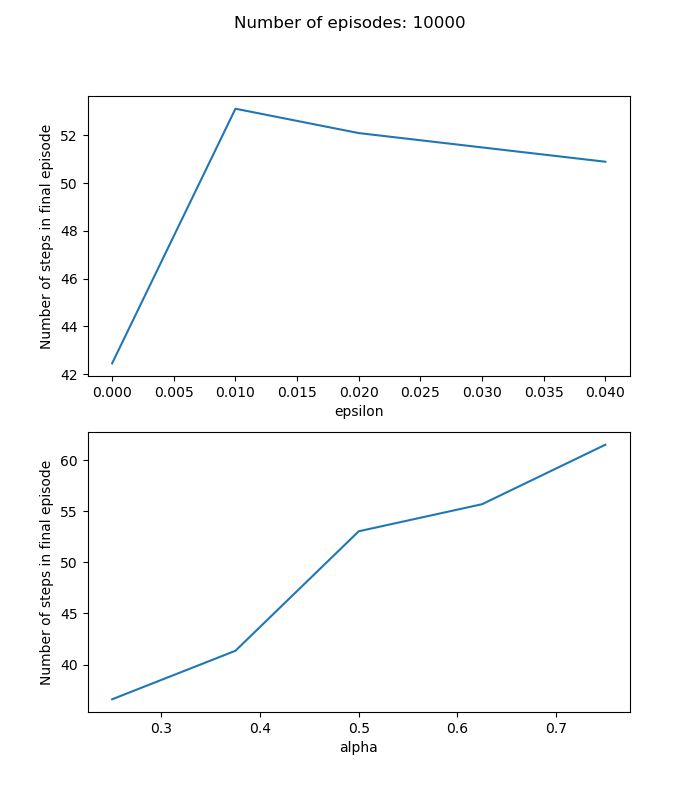 Number of episodes: 10000
Number of steps in final episode
52
50
48
46
44
42
0.000 0.005 0.010 0.015 0.020 0.025 0.030 0.035 0.040
epsilon
Number of steps in final episode
60
55
50
45
40
0.3 0.4 0.5 0.6 0.7
alpha